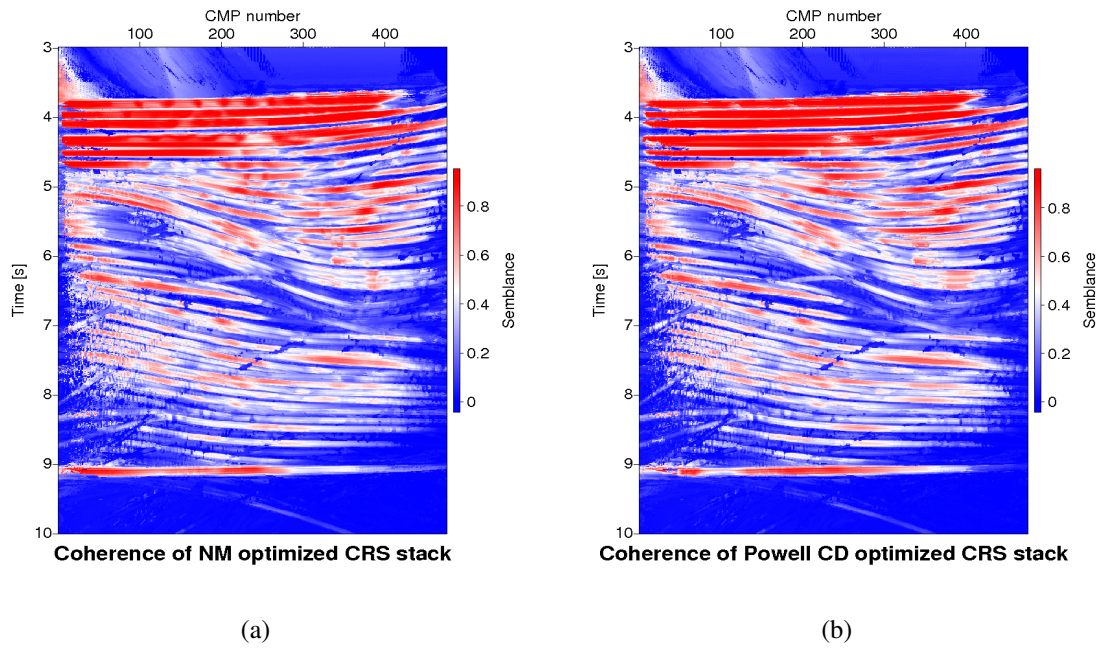 CMP number
100 200 300 400
3
4
5
6
7
8
9
10
Time [s]
0.8
0.6
0.4
0.2
0
Semblance
Coherence of NM optimized CRS stack
(a)
CMP number
100 200 300 400
3
4
5
6
7
8
9
10
Time [s]
0.8
0.6
0.4
0.2
0
Semblance
Coherence of Powell CD optimized CRS stack
(b)